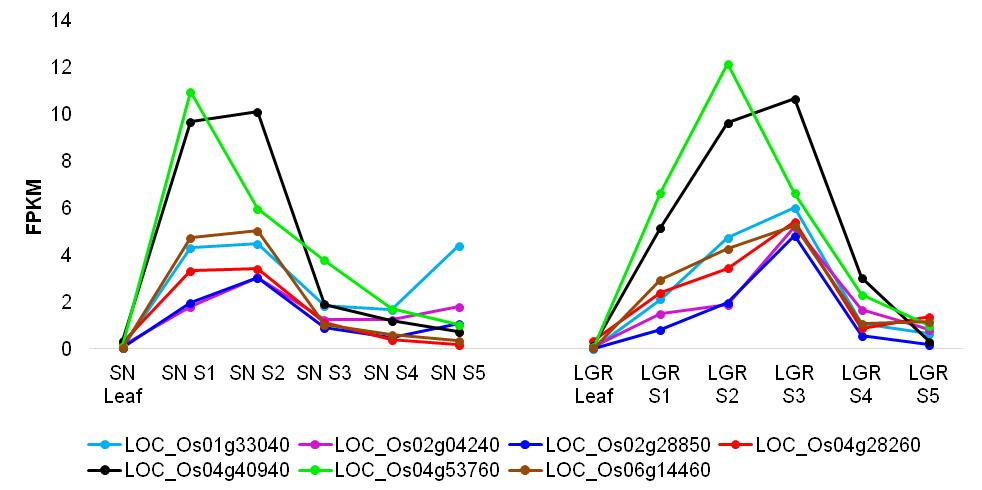 14
12
10
8
6
4
2
0
FPKM
SN Leaf
SN S1
SN S2
SN S3
SN S4
SN S5
LGR Leaf
LGR S1
LGR S2
LGR S3
LGR S4
LGR S5
LOC_Os01g33040 LOC_Os02g04240 LOC_Os02g28850 LOC_Os04g28260
LOC_Os04g40940 LOC_Os04g53760 LOC_Os06g14460